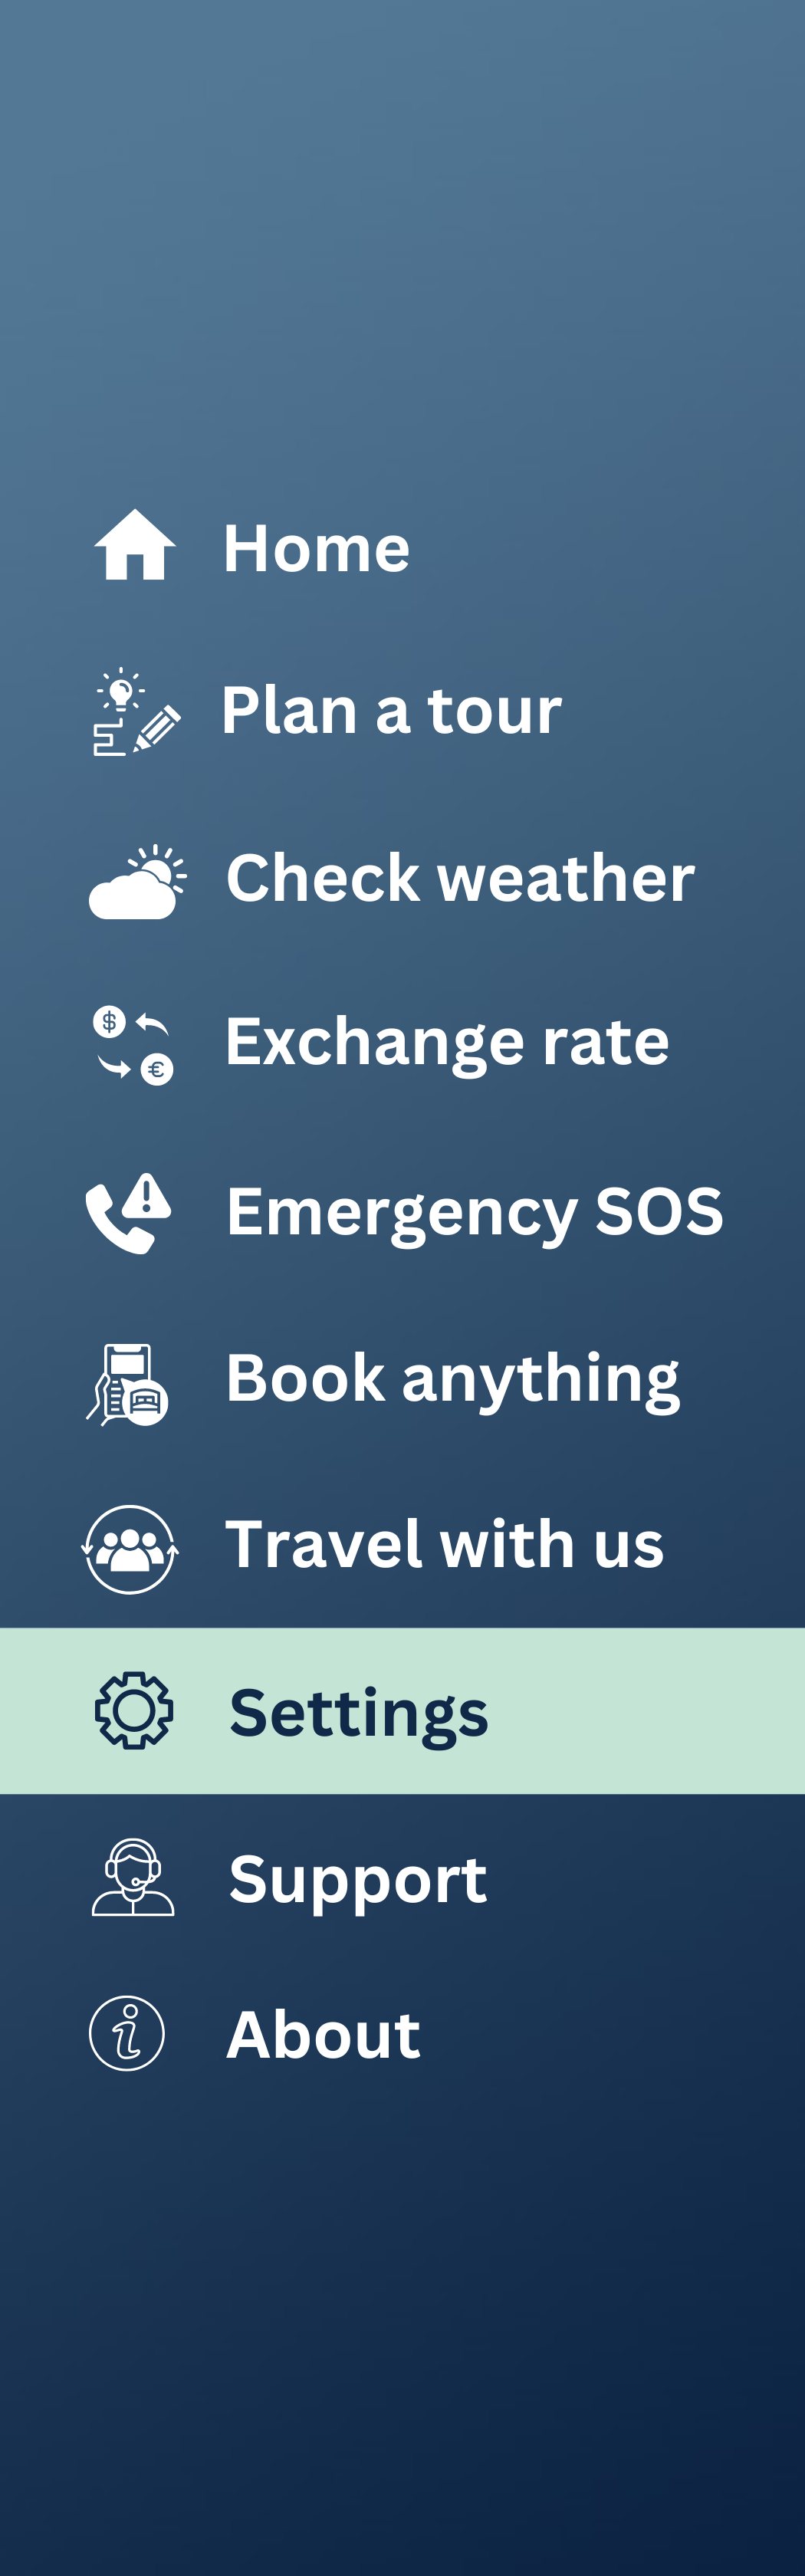 Home
Plan a tour
Check weather
$
Exchange rate
€
Emergency SOS
Book anything
Travel with us
Settings
Support
i
About